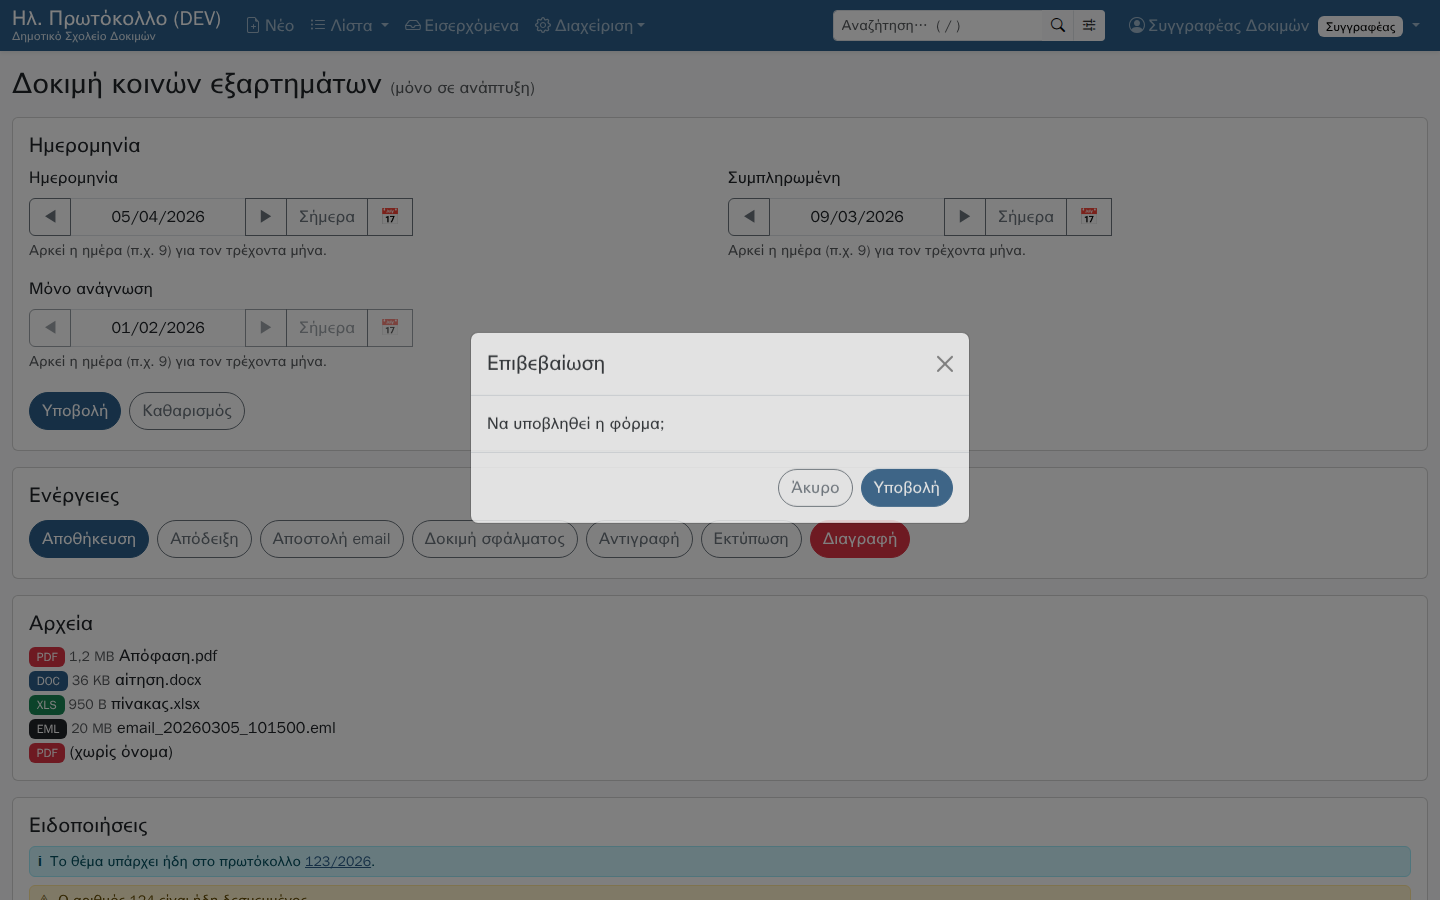 Ηλ. Πρωτόκολλο (DEV)
Δημοτικό Σχολείο Δοκιμών
Νέο
Λίστα
Εισερχόμενα
Διαχείριση
Αναζήτηση… ( / )
Συγγραφέας Δοκιμών
Συγγραφέας
Δοκιμή κοινών εξαρτημάτων (μόνο σε ανάπτυξη)
Ημερομηνία
Ημερομηνία
◀ 05/04/2026 ▶ Σήμερα
Αρκεί η ημέρα (π.χ. 9) για τον τρέχοντα μήνα.
Συμπληρωμένη
◀ 09/03/2026 ▶ Σήμερα
Αρκεί η ημέρα (π.χ. 9) για τον τρέχοντα μήνα.
Μόνο ανάγνωση
◀ 01/02/2026 ▶ Σήμερα
Αρκεί η ημέρα (π.χ. 9) για τον τρέχοντα μήνα.
Υποβολή
Καθαρισμός
Επιβεβαίωση
Να υποβληθεί η φόρμα;
Άκυρο
Υποβολή
Ενέργειες
Αποθήκευση
Απόδειξη
Αποστολή email
Δοκιμή σφάλματος
Αντιγραφή
Εκτύπωση
Διαγραφή
Αρχεία
PDF 1,2 MB Απόφαση.pdf
DOC 36 KB αίτηση.docx
XLS 950 B πίνακας.xlsx
EML 20 MB email_20260305_101500.eml
PDF (χωρίς όνομα)
Ειδοποιήσεις
Το θέμα υπάρχει ήδη στο πρωτόκολλο 123/2026.
Ο αριθμός 124 είναι ήδη δεσμευμένος.